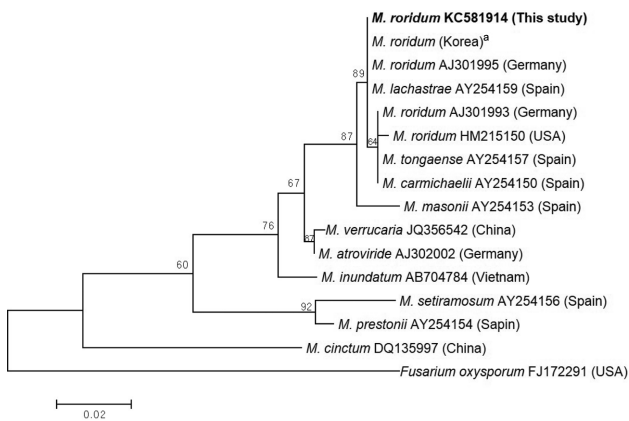 M. roridum KC581914 (This study)
M. roridum (Korea)a
89
M. roridum AJ301995 (Germany)
M. lachastrae AY254159 (Spain)
M. roridum AJ301993 (Germany)
87
64
M. roridum HM215150 (USA)
M. tongaense AY254157 (Spain)
67
M. carmichaelii AY254150 (Spain)
M. masonii AY254153 (Spain)
76
M. verrucaria JQ356542 (China)
87
M. atroviride AJ302002 (Germany)
60
M. inundatum AB704784 (Vietnam)
M. setiramosum AY254156 (Spain)
92
M. prestonii AY254154 (Sapin)
M. cinctum DQ135997 (China)
Fusarium oxysporum FJ172291 (USA)
0.02